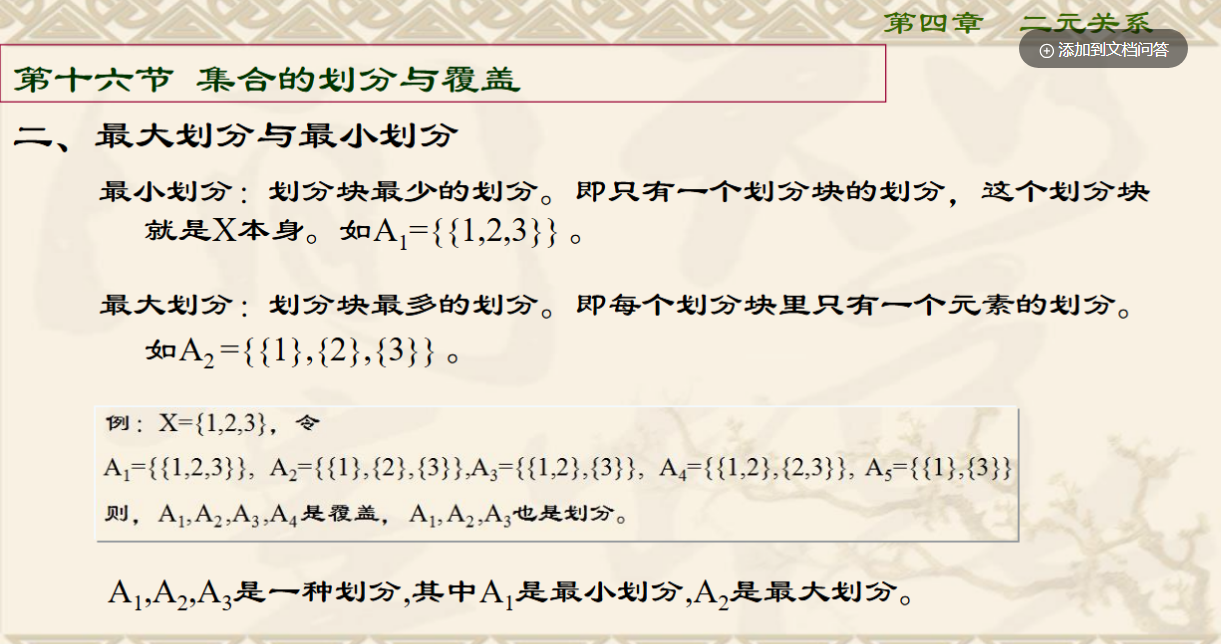 第四章 二元关系
添加到文档问答
第十六节 集合的划分与覆盖
二、最大划分与最小划分
最小划分：划分块最少的划分。即只有一个划分块的划分，这个划分块
就是X本身。如A₁={{1,2,3}} 。
最大划分：划分块最多的划分。即每个划分块里只有一个元素的划分。
如A₂={{1},{2},{3}} 。
例：X={1,2,3}，令
A₁={{1,2,3}}, A₂={{1},{2},{3}},A₃={{1,2},{3}}, A₄={{1,2},{2,3}}, A₅={{1},{3}}
则，A₁,A₂,A₃,A₄是覆盖，A₁,A₂,A₃也是划分。
A₁,A₂,A₃是一种划分,其中A₁是最小划分,A₂是最大划分。